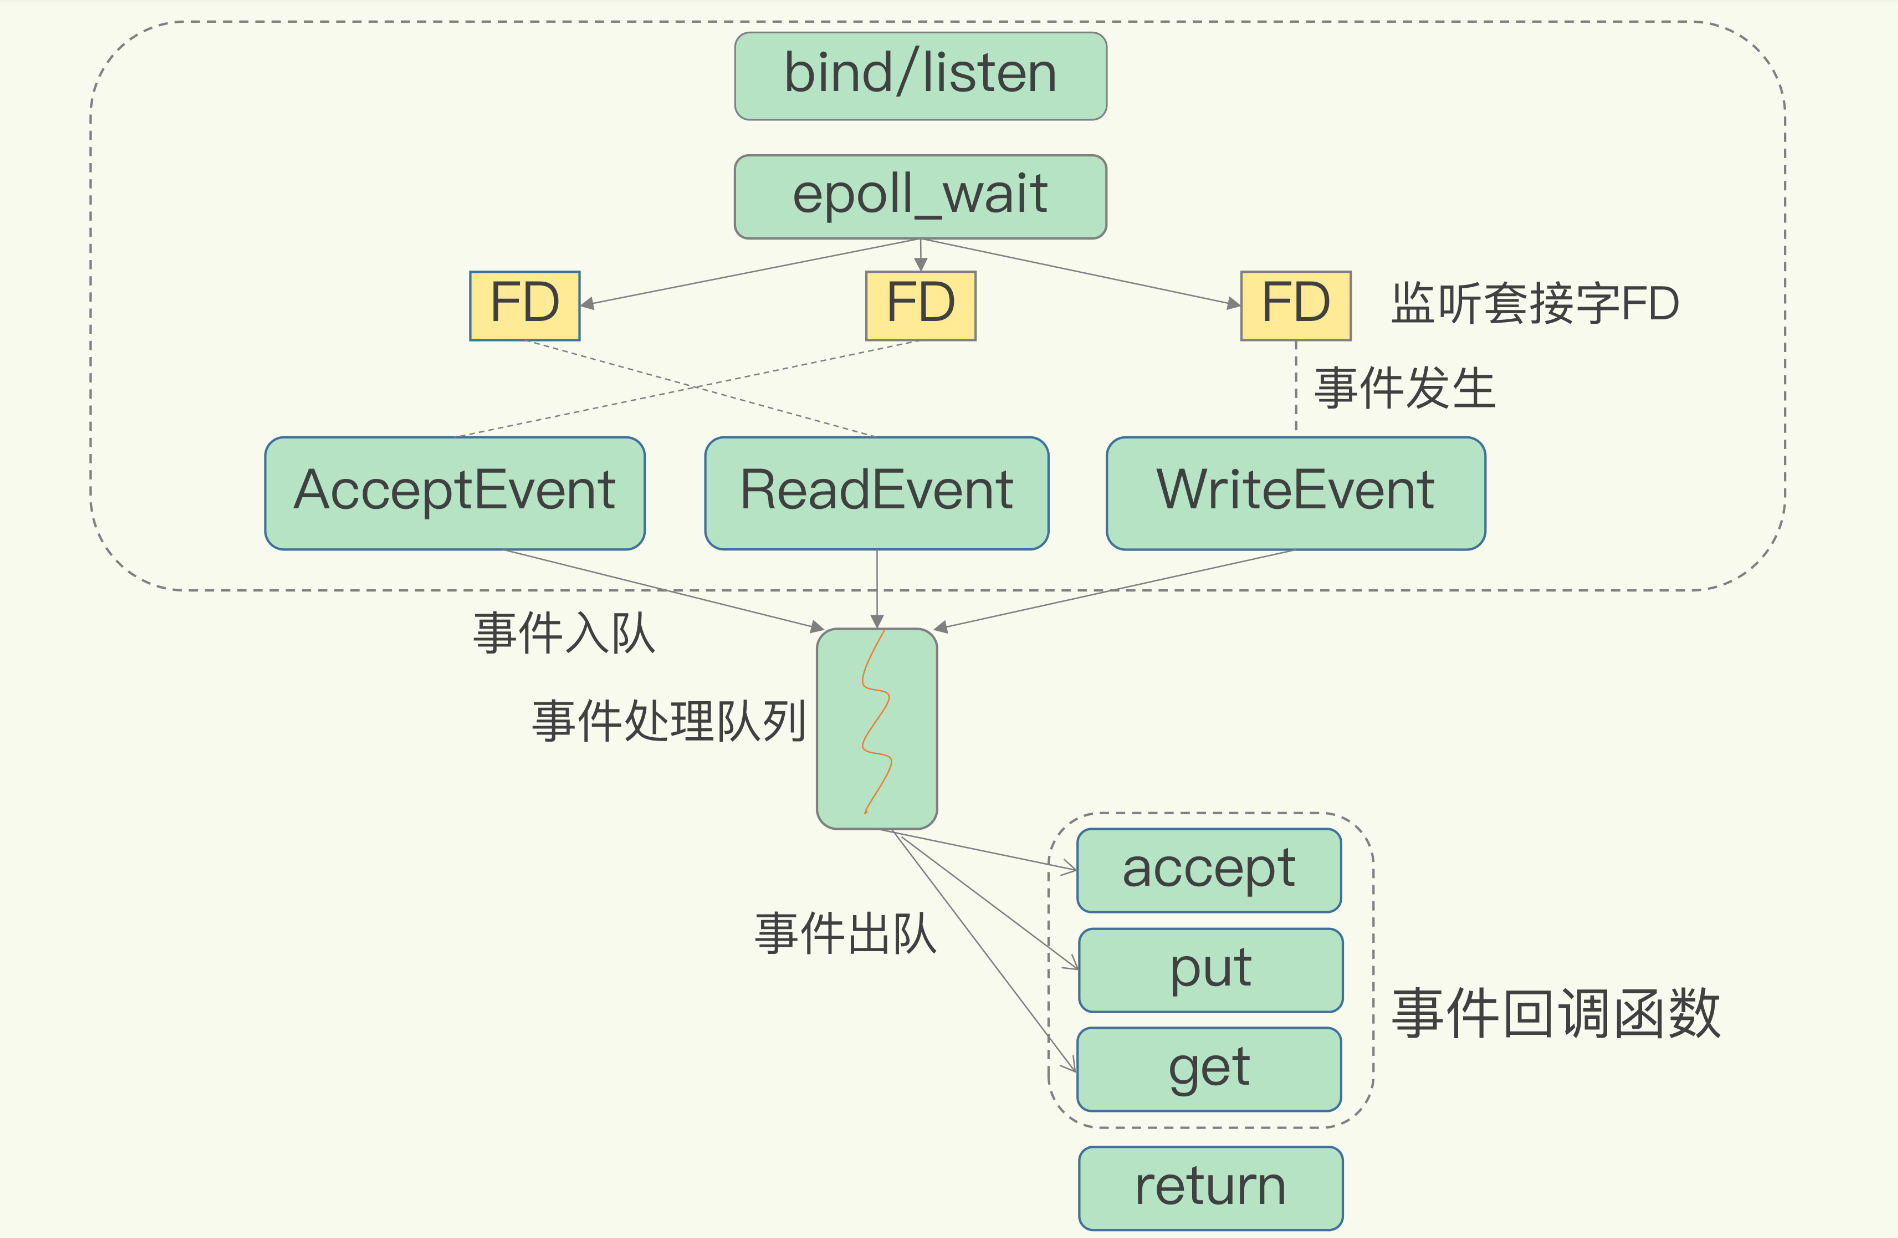 bind/listen
epoll_wait
FD
FD
FD
监听套接字FD
事件发生
AcceptEvent
ReadEvent
WriteEvent
事件入队
事件处理队列
accept
事件出队
put
事件回调函数
get
return